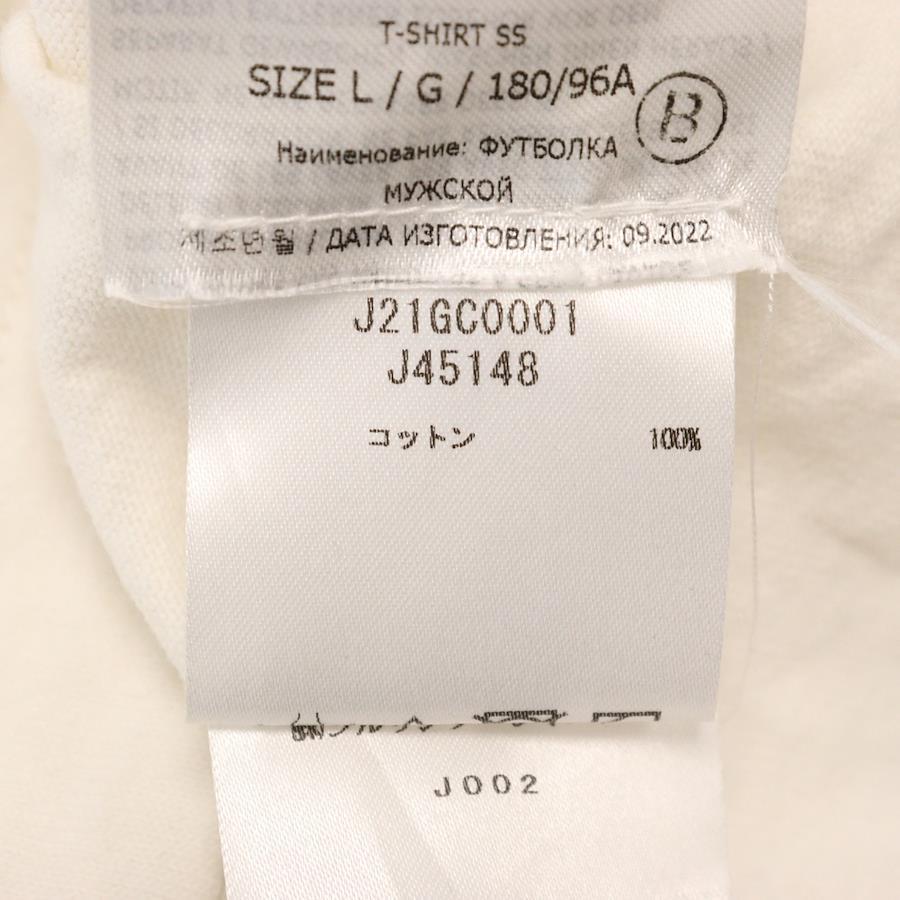 T-SHIRT SS
SIZE L / G / 180/96A
B
Наименование: ФУТБОЛКА
МУЖСКОЙ
제조년월 / ДАТА ИЗГОТОВЛЕНИЯ: 09.2022
J21GC0001
J45148
コットン 100%
J002